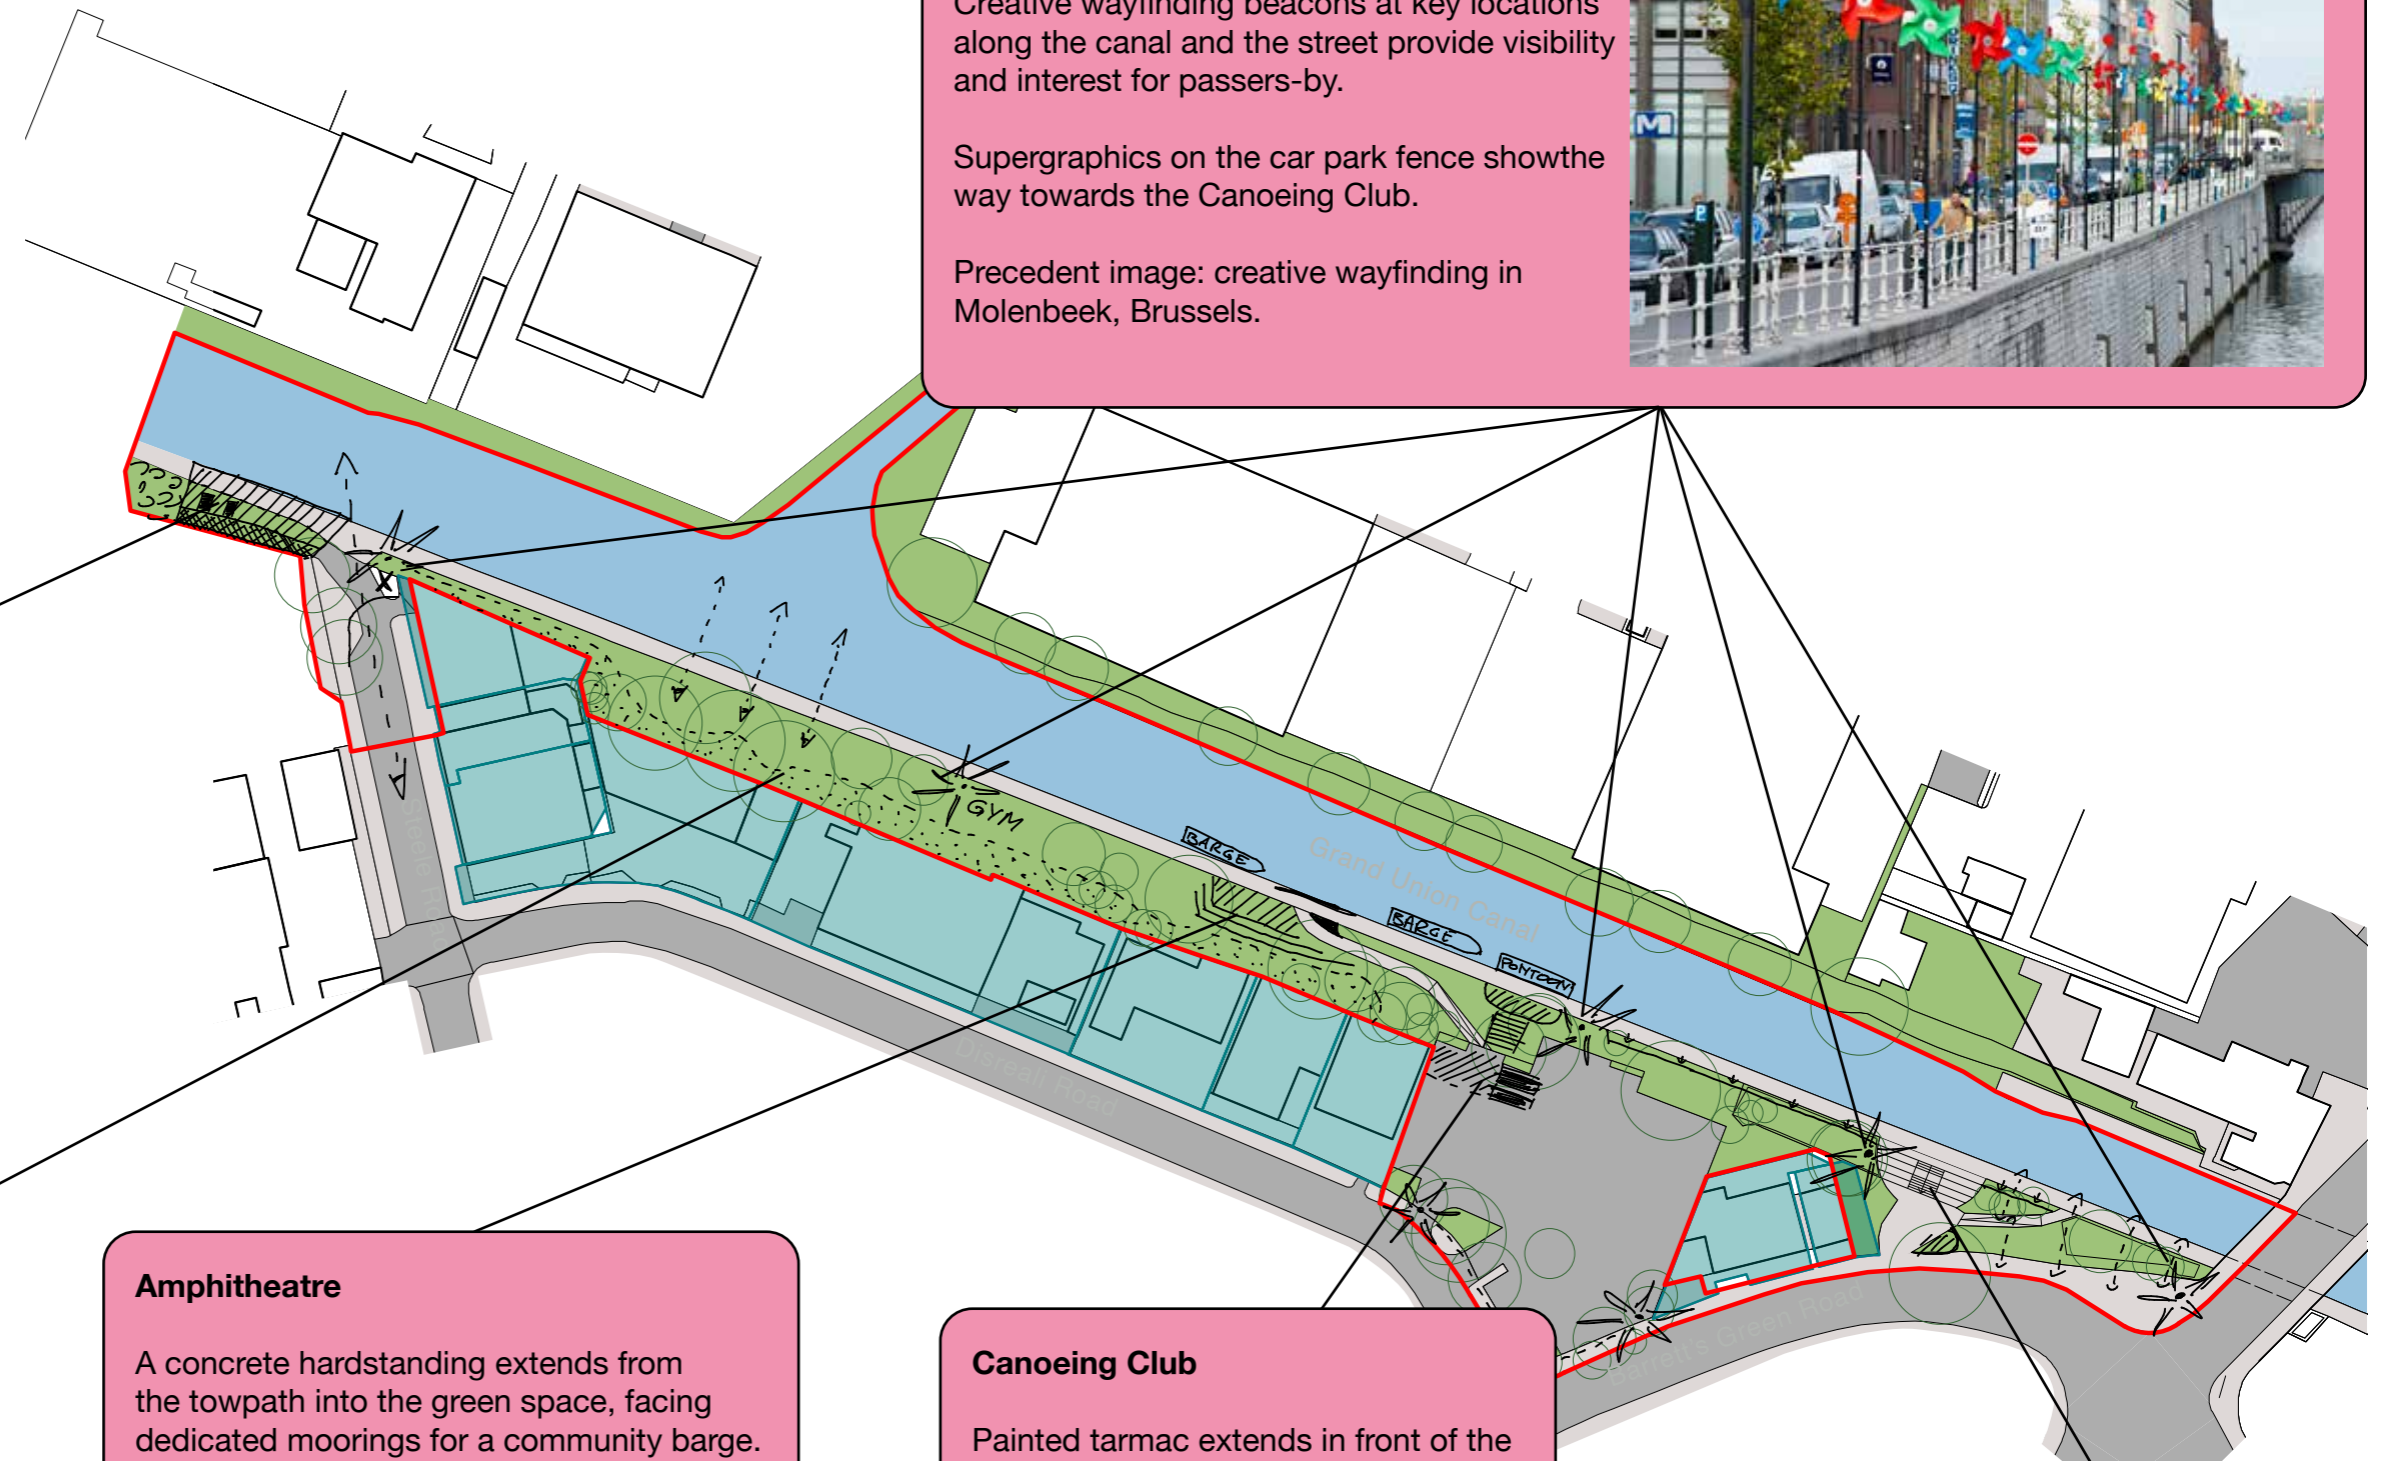 Creative wayfinding beacons at key locations
along the canal and the street provide visibility
and interest for passers-by.
Supergraphics on the car park fence showthe
way towards the Canoeing Club.
Precedent image: creative wayfinding in
Molenbeek, Brussels.
M
P
GYM
BARGE
Grand Union Canal
BARGE
PONTOON
Steele Road
Disreali Road
Barrett's Green Road
Amphitheatre
A concrete hardstanding extends from
the towpath into the green space, facing
dedicated moorings for a community barge.
Canoeing Club
Painted tarmac extends in front of the